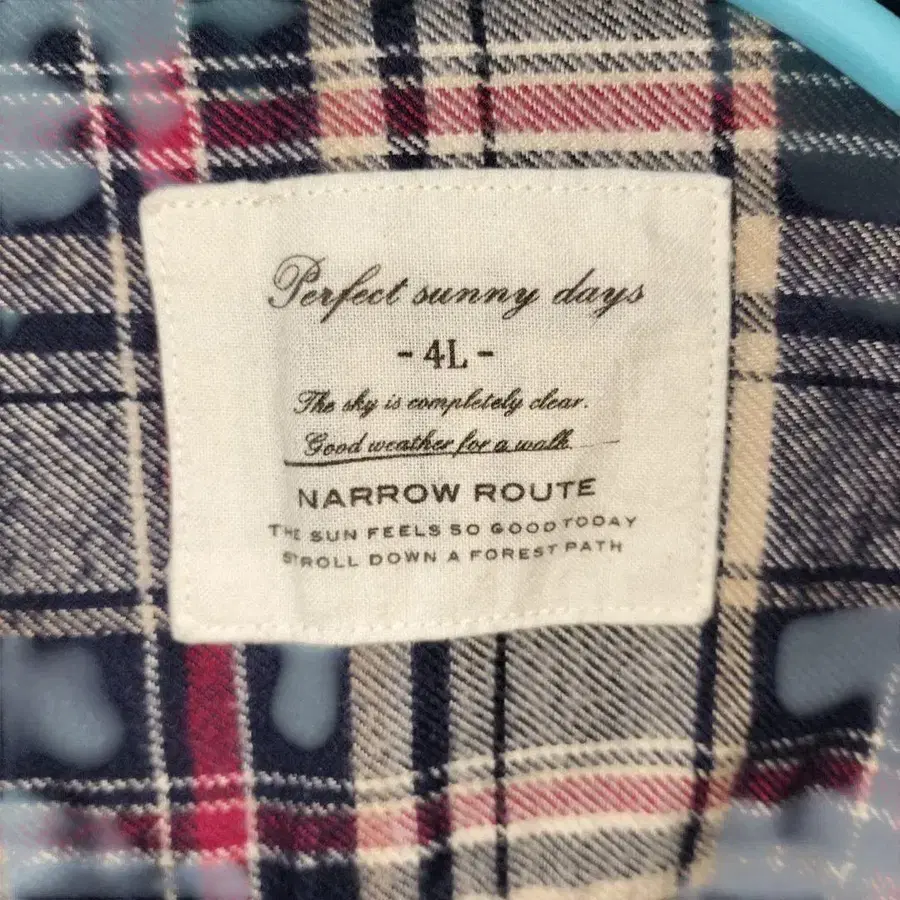 Perfect sunny days
- 4L -
The sky is completely clear.
Good weather for a walk
NARROW ROUTE
THE SUN FEELS SO GOOD TODAY
STROLL DOWN A FOREST PATH